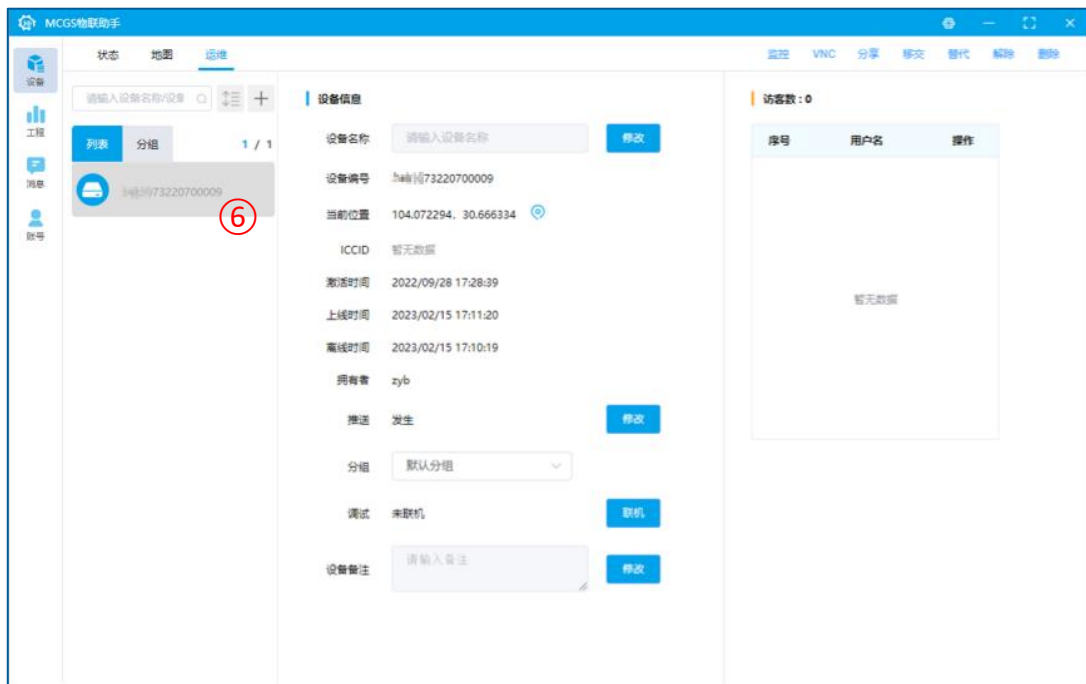 MCGS物联助手
状态 地图 运维
监控 VNC 分享 移交 替代 解除 删除
设备
工程
消息
账号
请输入设备名称/设备
列表 分组 1 / 1
73220700009
⑥
设备信息
设备名称 请输入设备名称 修改
设备编号 73220700009
当前位置 104.072294, 30.666334
ICCID 暂无数据
激活时间 2022/09/28 17:28:39
上线时间 2023/02/15 17:11:20
离线时间 2023/02/15 17:10:19
拥有者 zyb
推送 发生 修改
分组 默认分组
调试 未联机 联机
设备备注 请输入备注 修改
访客数：0
序号 用户名 操作
暂无数据